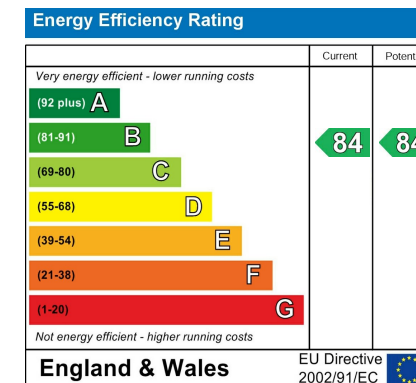 Energy Efficiency Rating
Current Potent
Very energy efficient - lower running costs
(92 plus) A
(81-91) B 84 84
(69-80) C
(55-68) D
(39-54) E
(21-38) F
(1-20) G
Not energy efficient - higher running costs
England & Wales
EU Directive
2002/91/EC